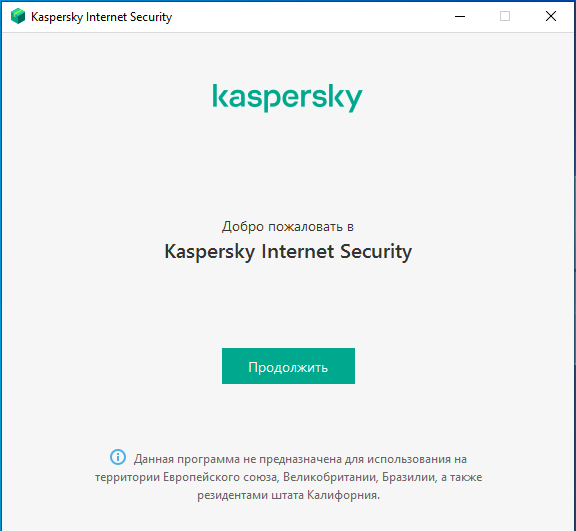 Kaspersky Internet Security
kaspersky
Добро пожаловать в
Kaspersky Internet Security
Продолжить
Данная программа не предназначена для использования на
территории Европейского союза, Великобритании, Бразилии, а также
резидентами штата Калифорния.